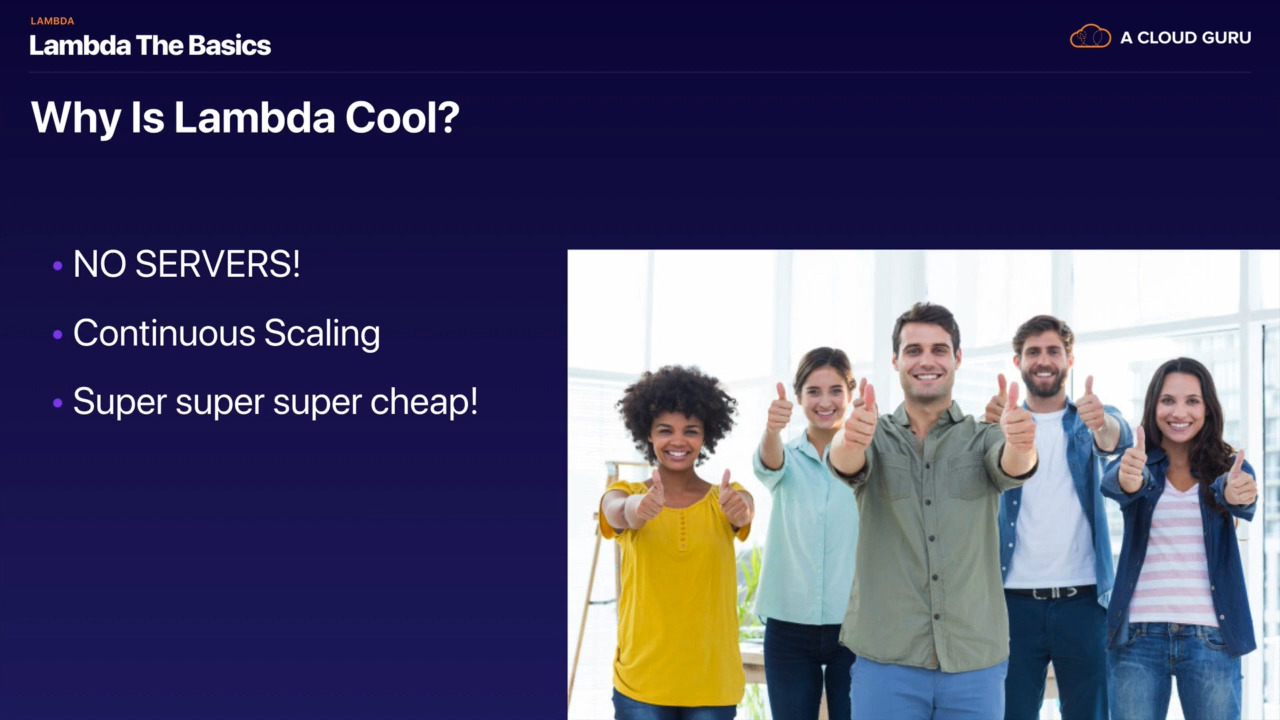 LAMBDA
Lambda The Basics
A CLOUD GURU
Why Is Lambda Cool?
• NO SERVERS!
• Continuous Scaling
• Super super super cheap!